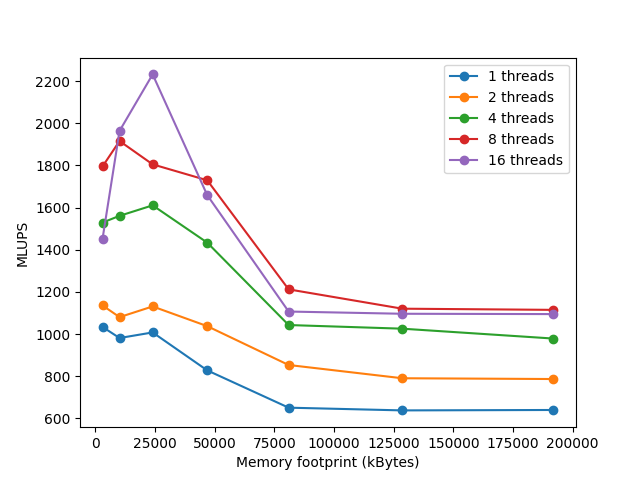 2200
2000
1800
1600
1400
1200
1000
800
600
MLUPS
1 threads
2 threads
4 threads
8 threads
16 threads
0 25000 50000 75000 100000 125000 150000 175000 200000
Memory footprint (kBytes)